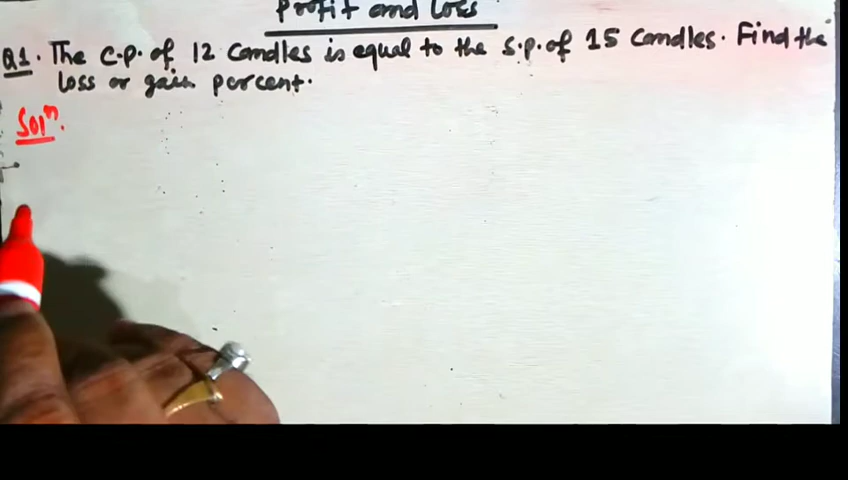 Profit and Loss
Q1. The C.P. of 12 Candles is equal to the S.P. of 15 Candles. Find the
loss or gain percent.
Solⁿ.